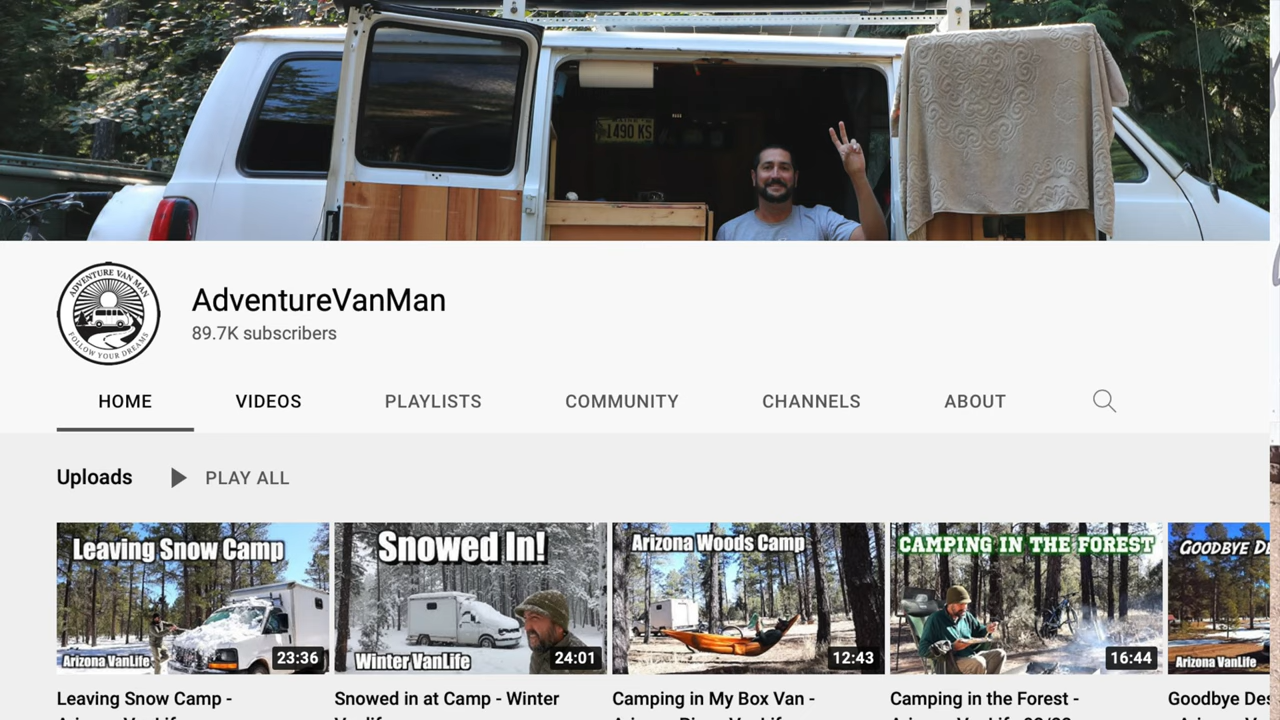 1490 KS
ADVENTURE VAN MAN
FOLLOW YOUR DREAMS
AdventureVanMan
89.7K subscribers
HOME
VIDEOS
PLAYLISTS
COMMUNITY
CHANNELS
ABOUT
Uploads
PLAY ALL
Leaving Snow Camp
Arizona VanLife
23:36
Snowed In!
Winter VanLife
24:01
Arizona Woods Camp
12:43
CAMPING IN THE FOREST
16:44
GOODBYE
Arizona VanLife
Leaving Snow Camp -
Snowed in at Camp - Winter
Camping in My Box Van -
Camping in the Forest -
Goodbye